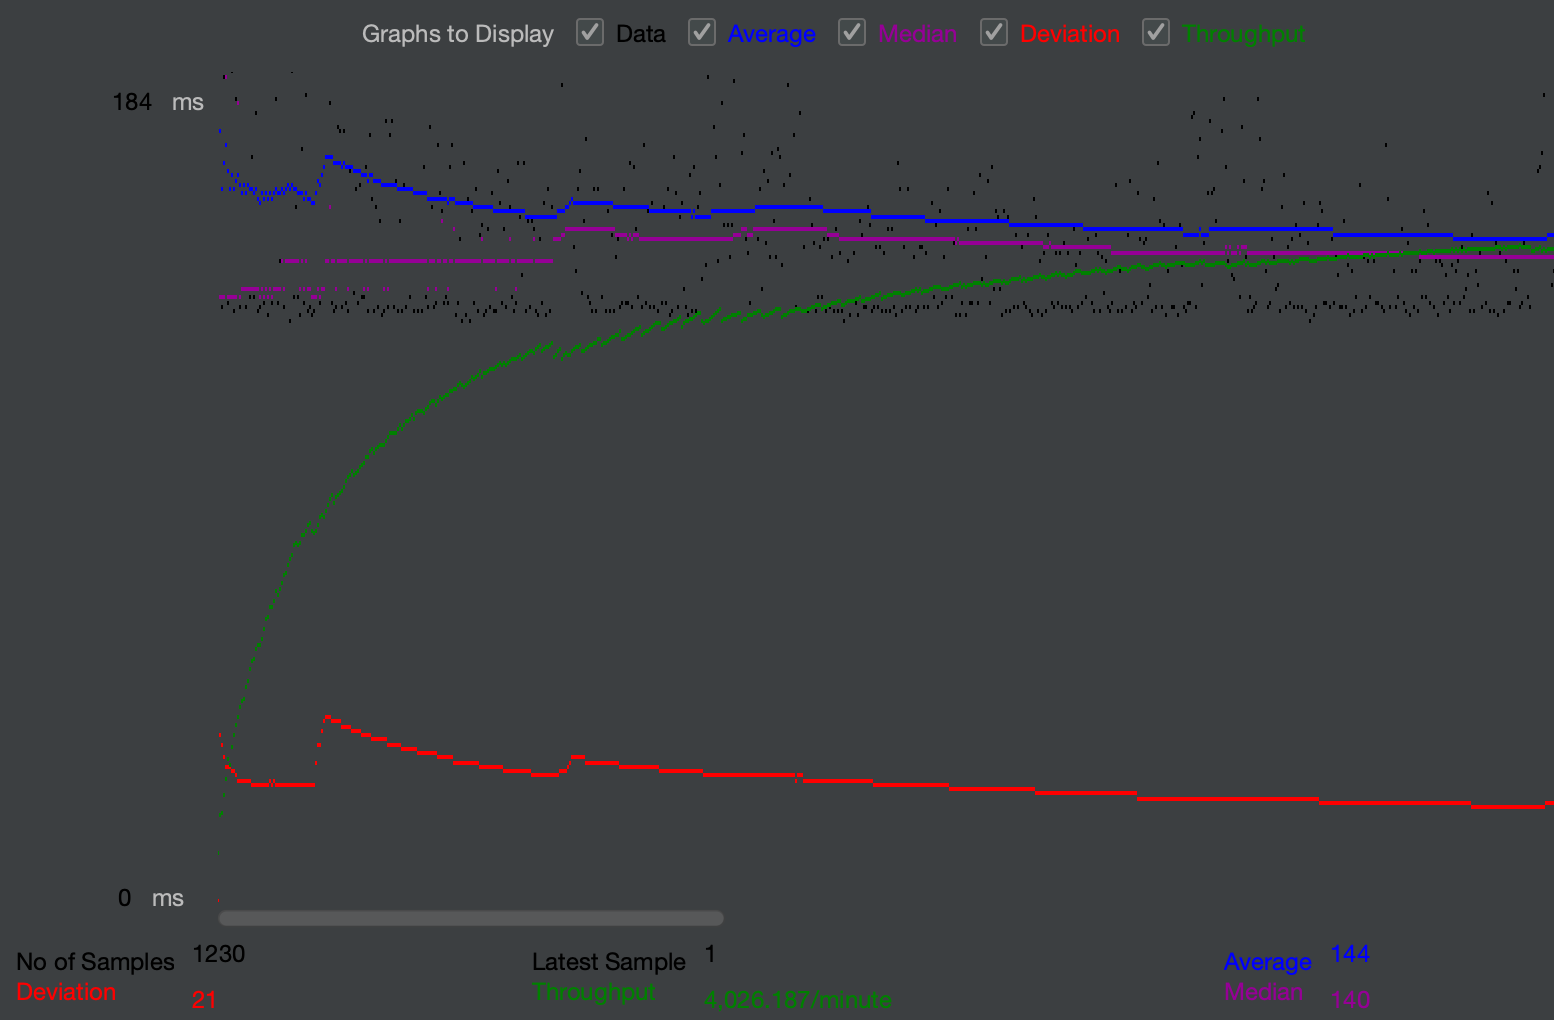 Graphs to Display Data Average Median Deviation Throughput
184 ms
0 ms
No of Samples 1230 Latest Sample 1 Average 144
Deviation 21 Throughput 4,026.187/minute Median 140